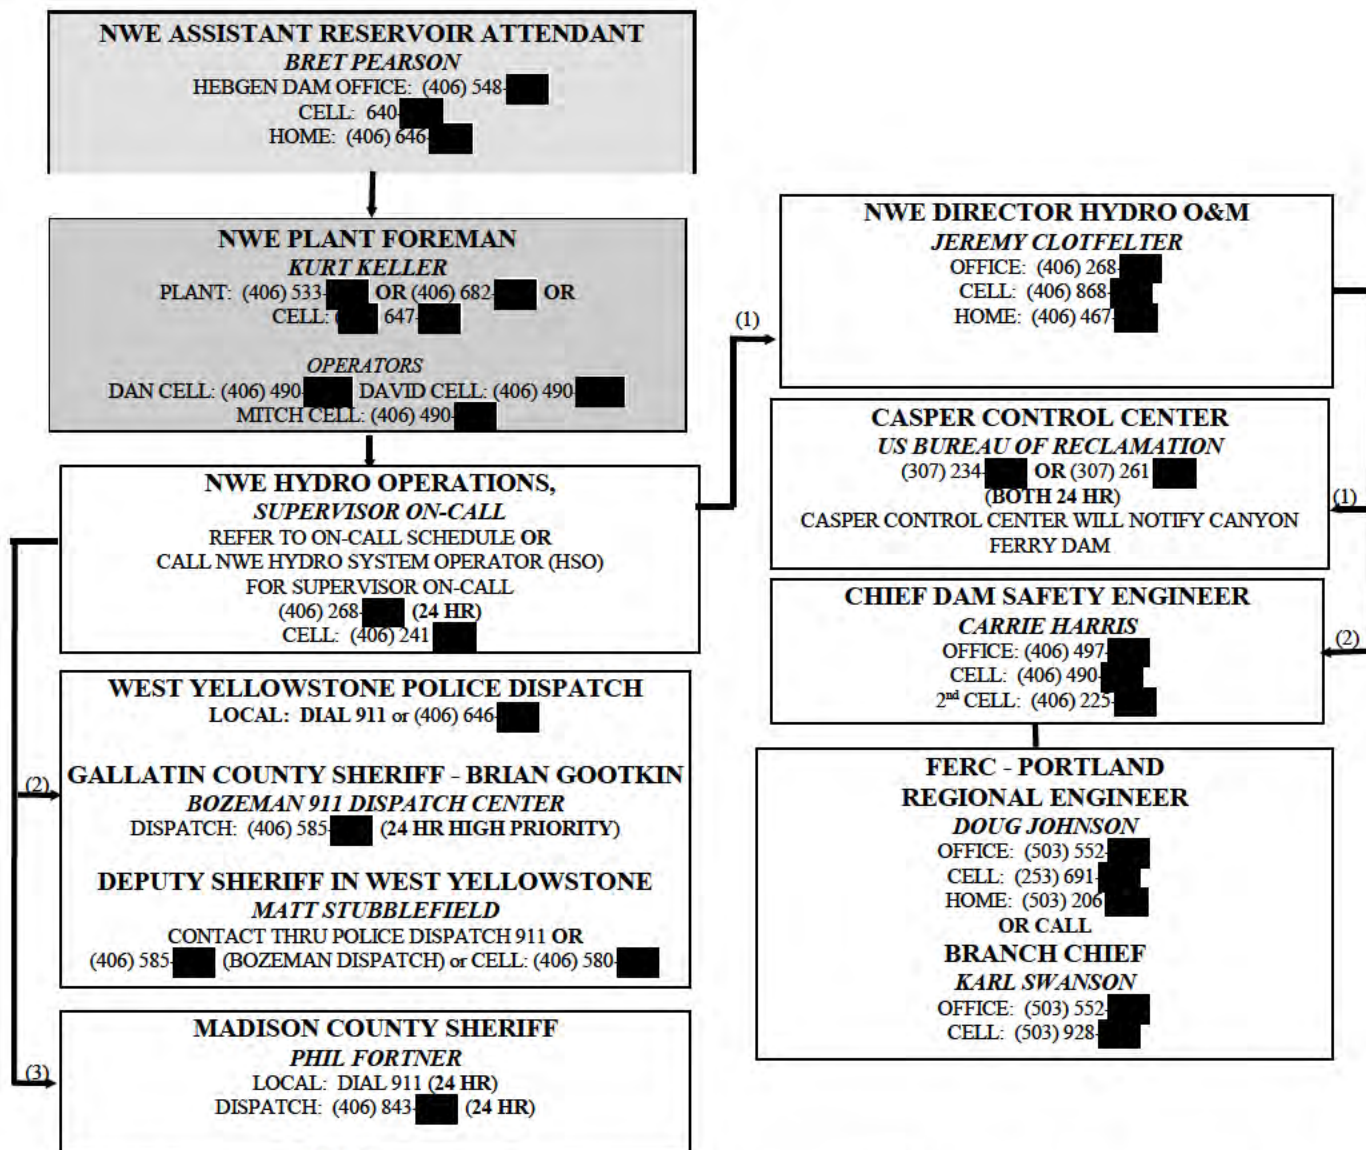 NWE ASSISTANT RESERVOIR ATTENDANT
BRET PEARSON
HEBGEN DAM OFFICE: (406) 548-
CELL: 640-
HOME: (406) 646-
NWE PLANT FOREMAN
KURT KELLER
PLANT: (406) 533- OR (406) 682- OR
CELL: 647-
OPERATORS
DAN CELL: (406) 490- DAVID CELL: (406) 490-
MITCH CELL: (406) 490-
NWE HYDRO OPERATIONS,
SUPERVISOR ON-CALL
REFER TO ON-CALL SCHEDULE OR
CALL NWE HYDRO SYSTEM OPERATOR (HSO)
FOR SUPERVISOR ON-CALL
(406) 268- (24 HR)
CELL: (406) 241
(2)
WEST YELLOWSTONE POLICE DISPATCH
LOCAL: DIAL 911 or (406) 646-
GALLATIN COUNTY SHERIFF - BRIAN GOOTKIN
BOZEMAN 911 DISPATCH CENTER
DISPATCH: (406) 585- (24 HR HIGH PRIORITY)
DEPUTY SHERIFF IN WEST YELLOWSTONE
MATT STUBBLEFIELD
CONTACT THRU POLICE DISPATCH 911 OR
(406) 585- (BOZEMAN DISPATCH) or CELL: (406) 580-
(3)
MADISON COUNTY SHERIFF
PHIL FORTNER
LOCAL: DIAL 911 (24 HR)
DISPATCH: (406) 843- (24 HR)
(1)
NWE DIRECTOR HYDRO O&M
JEREMY CLOTFELTER
OFFICE: (406) 268-
CELL: (406) 868-
HOME: (406) 467-
(1)
CASPER CONTROL CENTER
US BUREAU OF RECLAMATION
(307) 234- OR (307) 261
(BOTH 24 HR)
CASPER CONTROL CENTER WILL NOTIFY CANYON
FERRY DAM
(2)
CHIEF DAM SAFETY ENGINEER
CARRIE HARRIS
OFFICE: (406) 497-
CELL: (406) 490-
2nd CELL: (406) 225-
FERC - PORTLAND
REGIONAL ENGINEER
DOUG JOHNSON
OFFICE: (503) 552-
CELL: (253) 691-
HOME: (503) 206
OR CALL
BRANCH CHIEF
KARL SWANSON
OFFICE: (503) 552-
CELL: (503) 928-